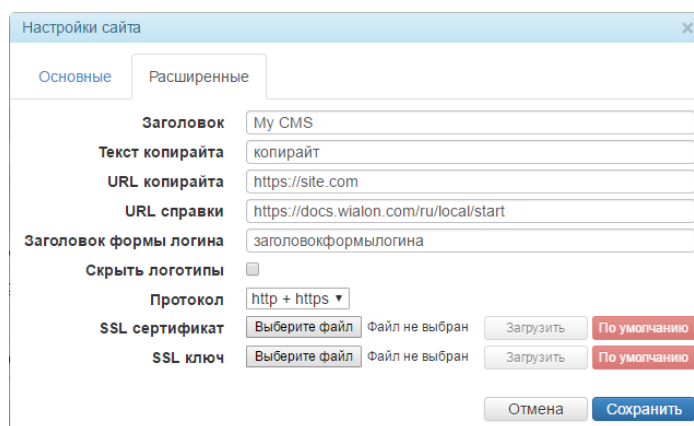 Настройки сайта ×
Основные Расширенные
Заголовок My CMS
Текст копирайта копирайт
URL копирайта https://site.com
URL справки https://docs.wialon.com/ru/local/start
Заголовок формы логина заголовокформылогина
Скрыть логотипы
Протокол http + https ▼
SSL сертификат Выберите файл Файл не выбран Загрузить По умолчанию
SSL ключ Выберите файл Файл не выбран Загрузить По умолчанию
Отмена Сохранить